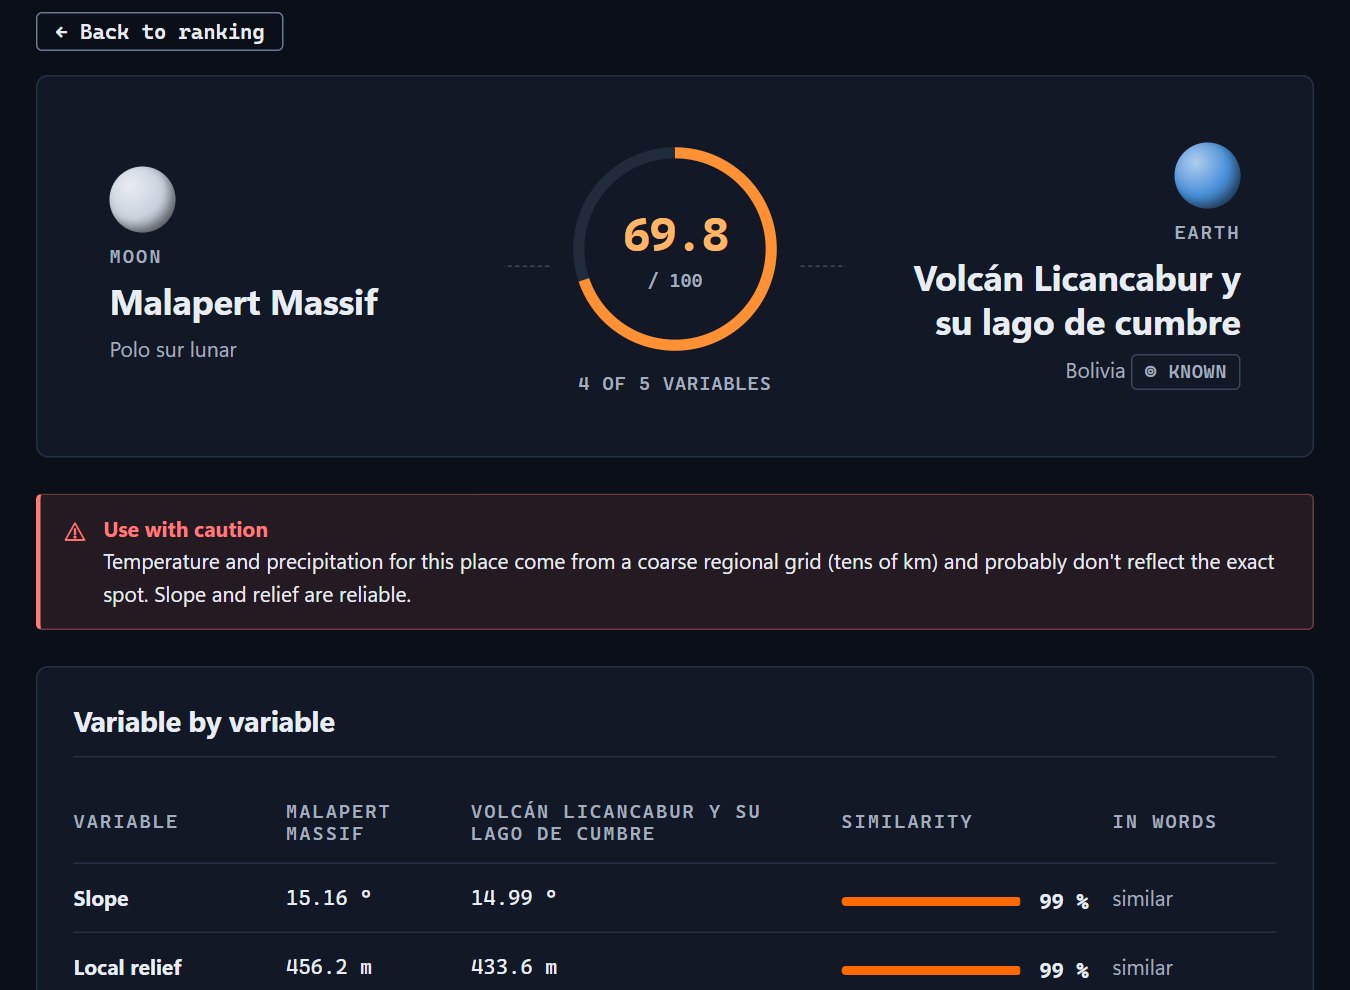 ← Back to ranking
MOON
Malapert Massif
Polo sur lunar
69.8
/ 100
4 OF 5 VARIABLES
EARTH
Volcán Licancabur y
su lago de cumbre
Bolivia ◎ KNOWN
Use with caution
Temperature and precipitation for this place come from a coarse regional grid (tens of km) and probably don't reflect the exact
spot. Slope and relief are reliable.
Variable by variable
VARIABLE
MALAPERT
MASSIF
VOLCÁN LICANCABUR Y SU
LAGO DE CUMBRE
SIMILARITY
IN WORDS
Slope 15.16 ° 14.99 ° 99 % similar
Local relief 456.2 m 433.6 m 99 % similar